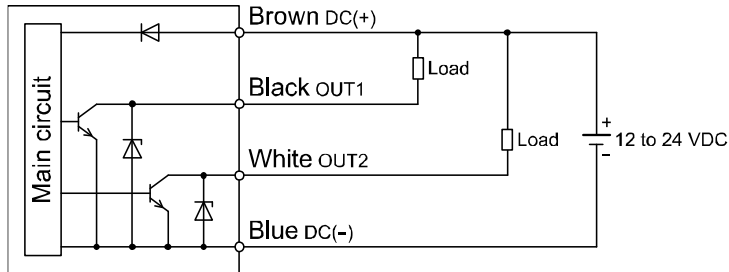 Main circuit
Brown DC(+)
Black OUT1
Load
White OUT2
Load
+
12 to 24 VDC
-
Blue DC(-)